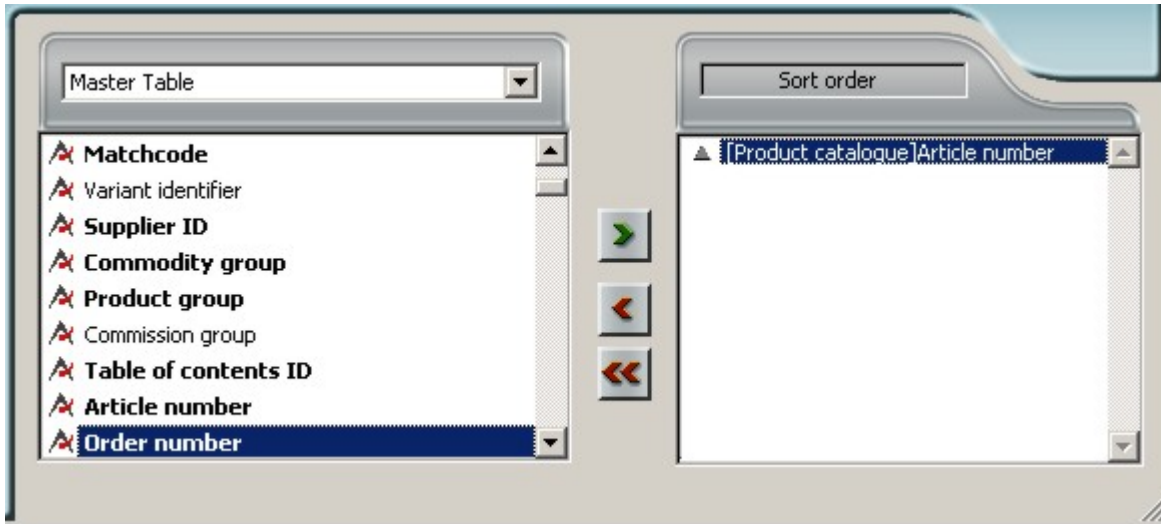 Master Table
Matchcode
Variant identifier
Supplier ID
Commodity group
Product group
Commission group
Table of contents ID
Article number
Order number
Sort order
[Product catalogue]Article number